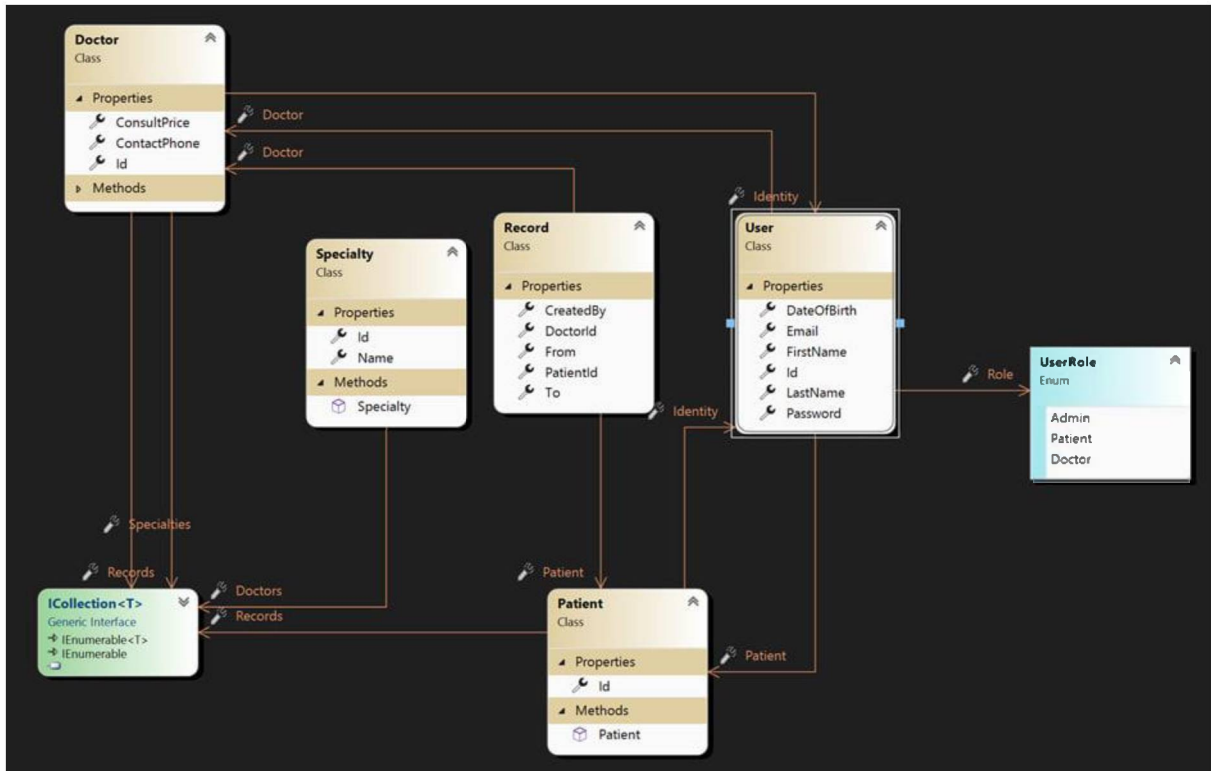 Doctor
Class
Properties
ConsultPrice
ContactPhone
Id
Methods
Doctor
Doctor
Identity
Specialty
Class
Properties
Id
Name
Methods
Specialty
Record
Class
Properties
CreatedBy
DoctorId
From
PatientId
To
User
Class
Properties
DateOfBirth
Email
FirstName
Id
LastName
Password
Role
UserRole
Enum
Admin
Patient
Doctor
Identity
Specialties
Records
Patient
Doctors
Records
ICollection<T>
Generic Interface
IEnumerable<T>
IEnumerable
Patient
Class
Properties
Id
Methods
Patient
Patient